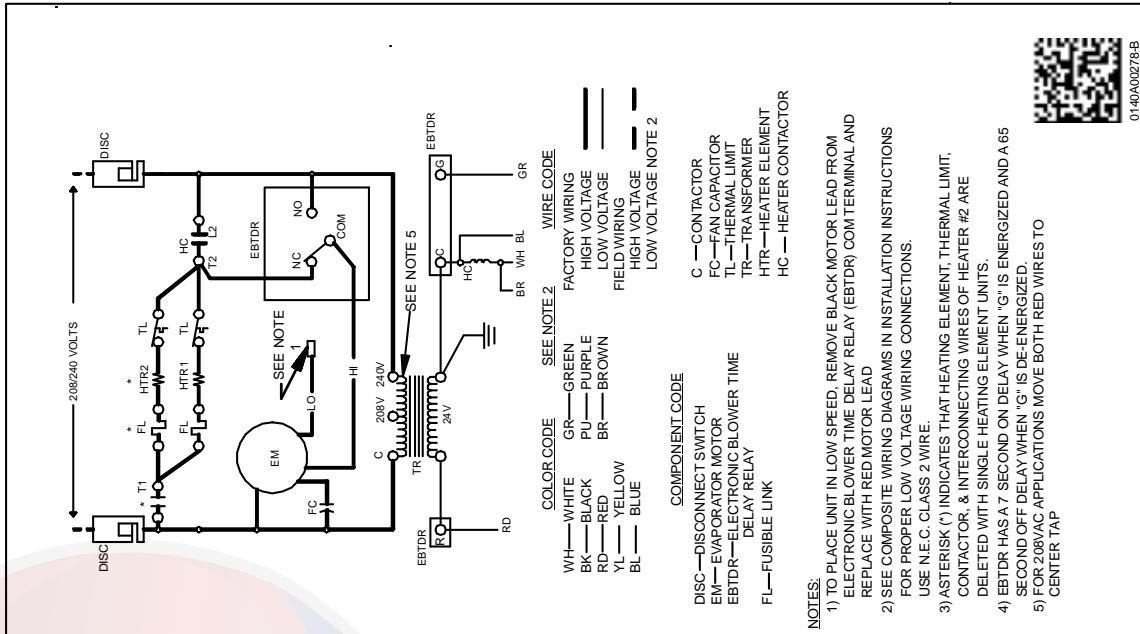 208/240 VOLTS
DISC
DISC
T1
*
*
FL
FL
*
HTR2
HTR1
TL
TL
T2
HC
L2
EBTDR
NC
NO
COM
SEE NOTE
1
LO
HI
EM
FC
SEE NOTE 5
C
208V
240V
TR
24V
EBTDR
R
RD
EBTDR
C
G
HC
BR
WH
BL
GR
COLOR CODE
WH—WHITE
BK—BLACK
RD—RED
YL—YELLOW
BL—BLUE
GR—GREEN
PU—PURPLE
BR—BROWN
SEE NOTE 2
WIRE CODE
FACTORY WIRING
HIGH VOLTAGE
LOW VOLTAGE
FIELD WIRING
HIGH VOLTAGE
LOW VOLTAGE NOTE 2
COMPONENT CODE
DISC—DISCONNECT SWITCH
EM—EVAPORATOR MOTOR
EBTDR—ELECTRONIC BLOWER TIME
DELAY RELAY
FL—FUSIBLE LINK
C —CONTACTOR
FC—FAN CAPACITOR
TL—THERMAL LIMIT
TR—TRANSFORMER
HTR—HEATER ELEMENT
HC — HEATER CONTACTOR
NOTES:
1) TO PLACE UNIT IN LOW SPEED, REMOVE BLACK MOTOR LEAD FROM
ELECTRONIC BLOWER TIME DELAY RELAY (EBTDR) COM TERMINAL AND
REPLACE WITH RED MOTOR LEAD
2) SEE COMPOSITE WIRING DIAGRAMS IN INSTALLATION INSTRUCTIONS
FOR PROPER LOW VOLTAGE WIRING CONNECTIONS.
USE N.E.C. CLASS 2 WIRE.
3) ASTERISK (*) INDICATES THAT HEATING ELEMENT, THERMAL LIMIT,
CONTACTOR, & INTERCONNECTING WIRES OF HEATER #2 ARE
DELETED WITH SINGLE HEATING ELEMENT UNITS.
4) EBTDR HAS A 7 SECOND ON DELAY WHEN "G" IS ENERGIZED AND A 65
SECOND OFF DELAY WHEN "G" IS DE-ENERGIZED.
5) FOR 208VAC APPLICATIONS MOVE BOTH RED WIRES TO
CENTER TAP
0140A00278-B